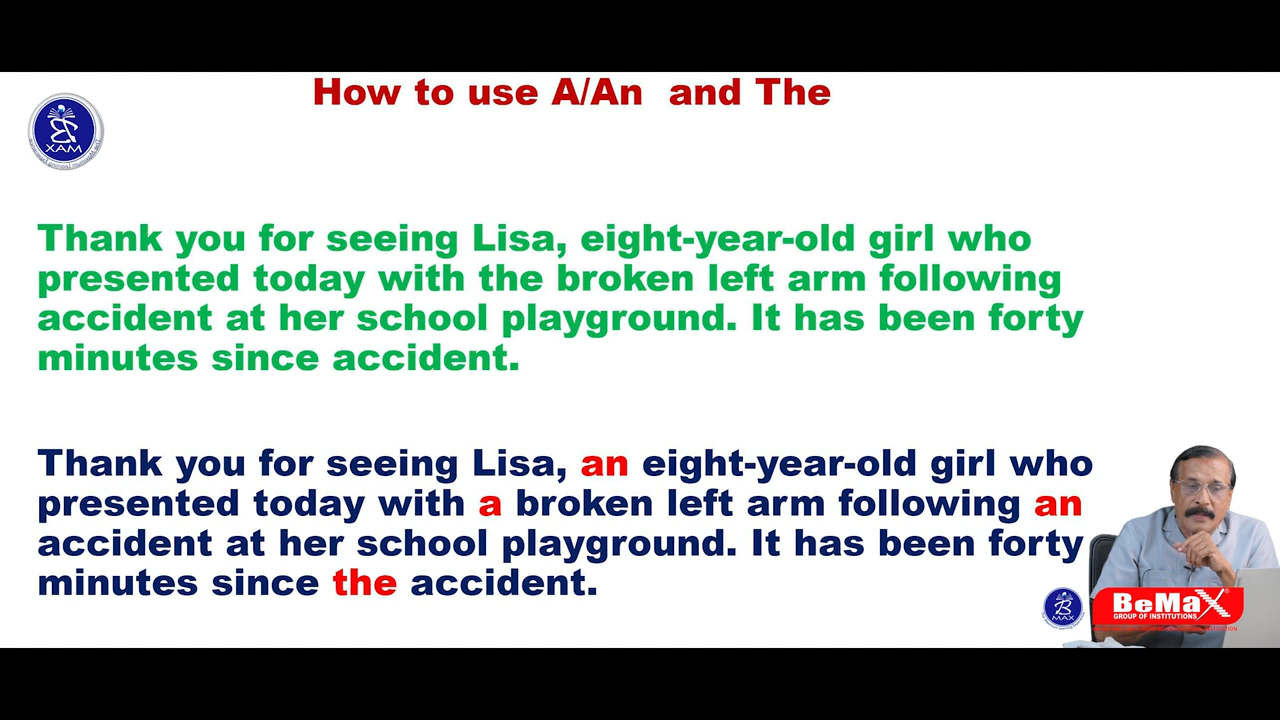 How to use A/An and The
XAM
Thank you for seeing Lisa, eight-year-old girl who
presented today with the broken left arm following
accident at her school playground. It has been forty
minutes since accident.
Thank you for seeing Lisa, an eight-year-old girl who
presented today with a broken left arm following an
accident at her school playground. It has been forty
minutes since the accident.
B
MAX
BeMax
GROUP OF INSTITUTIONS